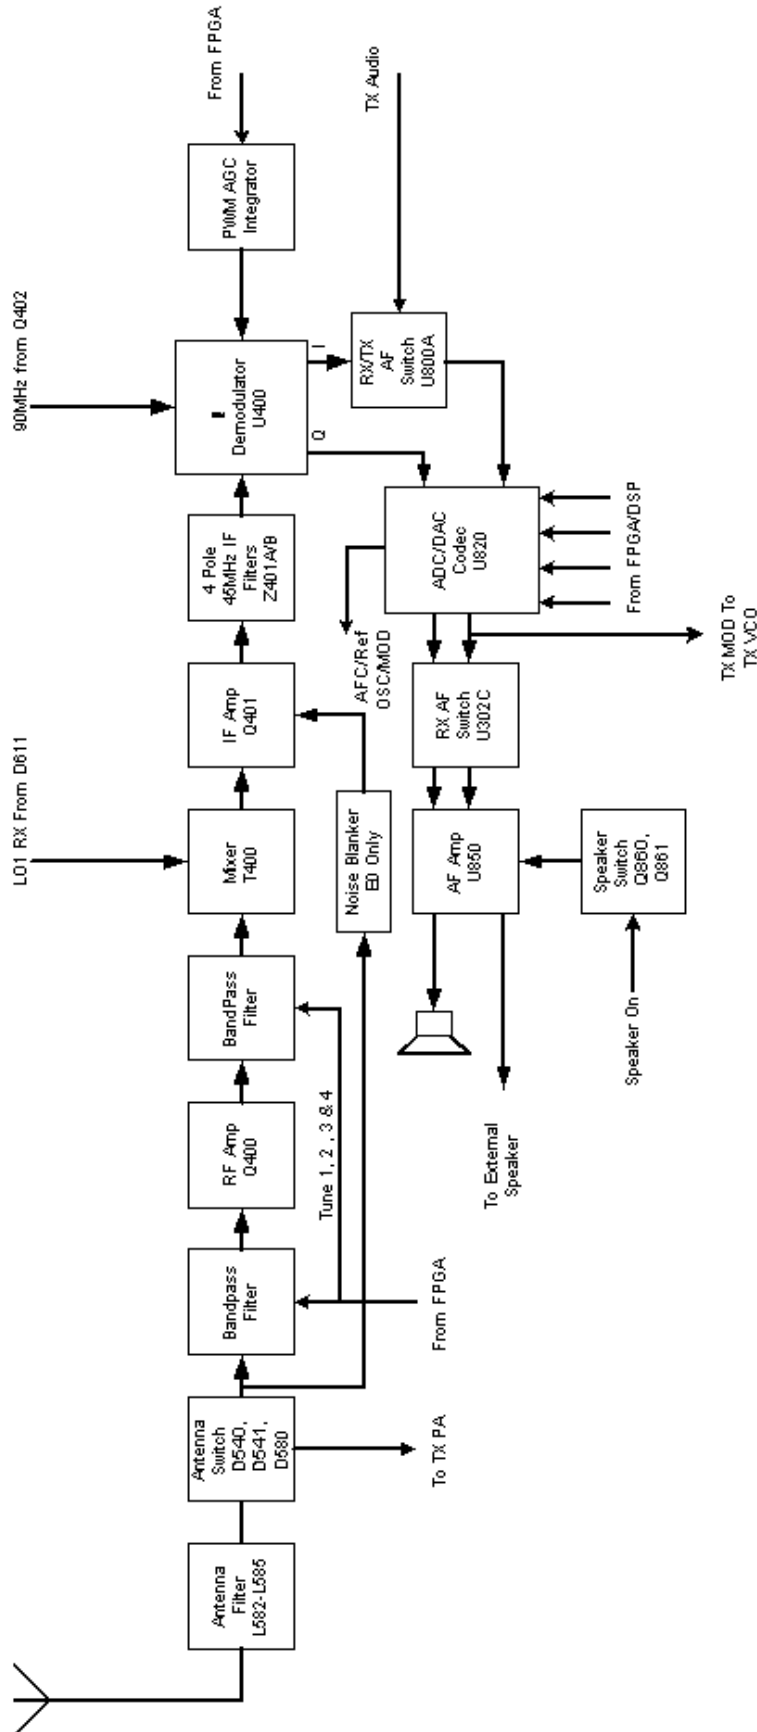 Antenna
Filter
L582-L585
Antenna
Switch
D540,
D541,
D580
To TX PA
Bandpass
Filter
From FPGA
Tune 1, 2 , 3 & 4
RF Amp
Q400
BandPass
Filter
LO1 RX From D611
Mixer
T400
Noise Blanker
E0 Only
IF Amp
Q401
4 Pole
45MHz IF
Filters
Z401A/B
90MHz from Q402
Demodulator
U400
Q
I
PWM AGC
Integrator
From FPGA
TX Audio
RX/TX
AF
Switch
U800A
ADC/DAC
Codec
U820
From FPGA/DSP
AFC/Ref
OSC/MOD
TX MOD To
TX VCO
RX AF
Switch
U302C
AF Amp
U850
Speaker
Switch
Q860,
Q861
Speaker On
To External
Speaker